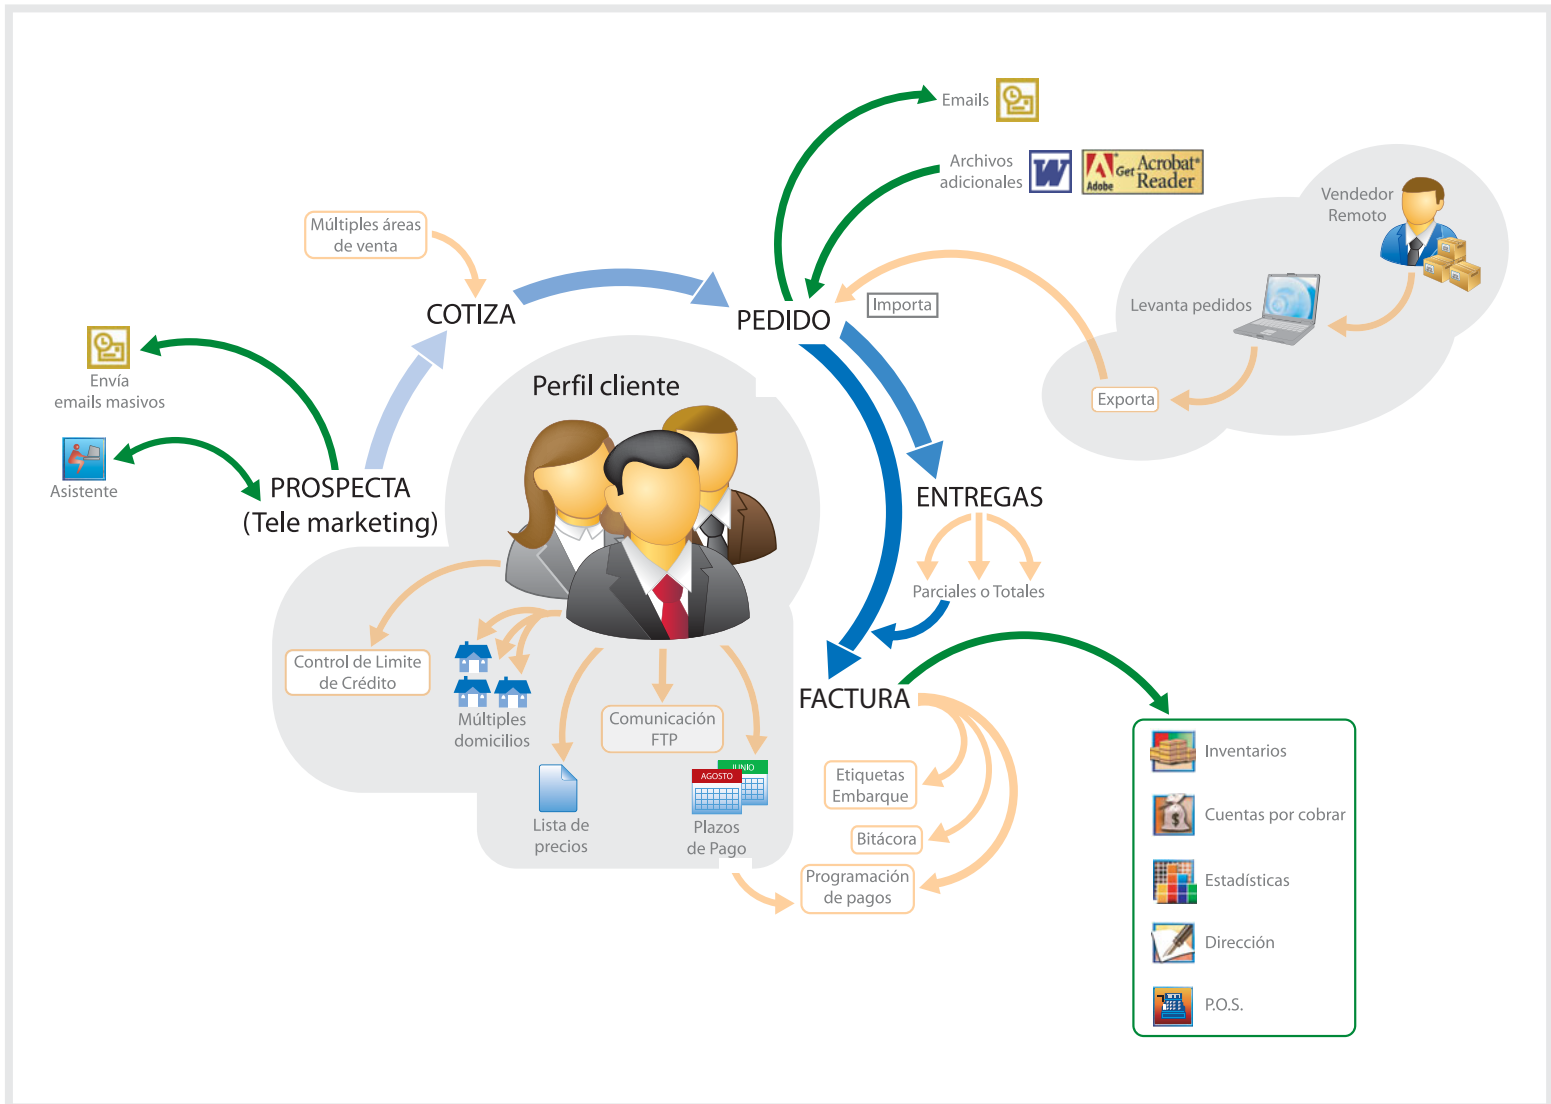 Emails
Archivos
adicionales
W
Adobe
Get Acrobat®
Reader
Vendedor
Remoto
Múltiples áreas
de venta
Levanta pedidos
Importa
COTIZA
PEDIDO
Envía
emails masivos
Perfil cliente
Exporta
Asistente
PROSPECTA
(Tele marketing)
ENTREGAS
Parciales o Totales
Control de Limite
de Crédito
Múltiples
domicilios
Comunicación
FTP
FACTURA
JUNIO
AGOSTO
Lista de
precios
Plazos
de Pago
Etiquetas
Embarque
Bitácora
Programación
de pagos
Inventarios
$
Cuentas por cobrar
Estadísticas
Dirección
P.O.S.